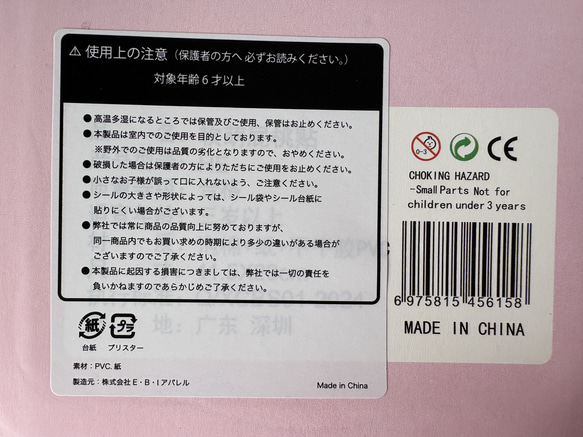 ⚠ 使用上の注意（保護者の方へ 必ずお読みください。）
対象年齢6才以上
●高温多湿になるところでは保管及びご使用、保管はお止めください。
●本製品は室内でのご使用を目的としております。
※野外でのご使用は品質の劣化となりますので、おやめください。
●破損した場合は保護者の方によりただちにご使用をお止めください。
●小さなお子様が誤って口に入れないよう、ご注意ください。
●シールの大きさや形状によっては、シール袋やシール台紙に
貼りにくい場合がございます。
●弊社では常に商品の品質向上に努めておりますが、
同一商品内でもお買い求めの時期により多少の違いがある場合が
ございますのでご了承ください。
●本製品に起因する損害につきましては、弊社では一切の責任を
負いかねますのであらかじめご了承ください。
紙 プラ
台紙 ブリスター
素材：PVC. 紙
製造元：株式会社 E・B・I アパレル
Made in China
地：广东 深圳
0-3 CE
CHOKING HAZARD
-Small Parts Not for
children under 3 years
6 975815 456158
MADE IN CHINA